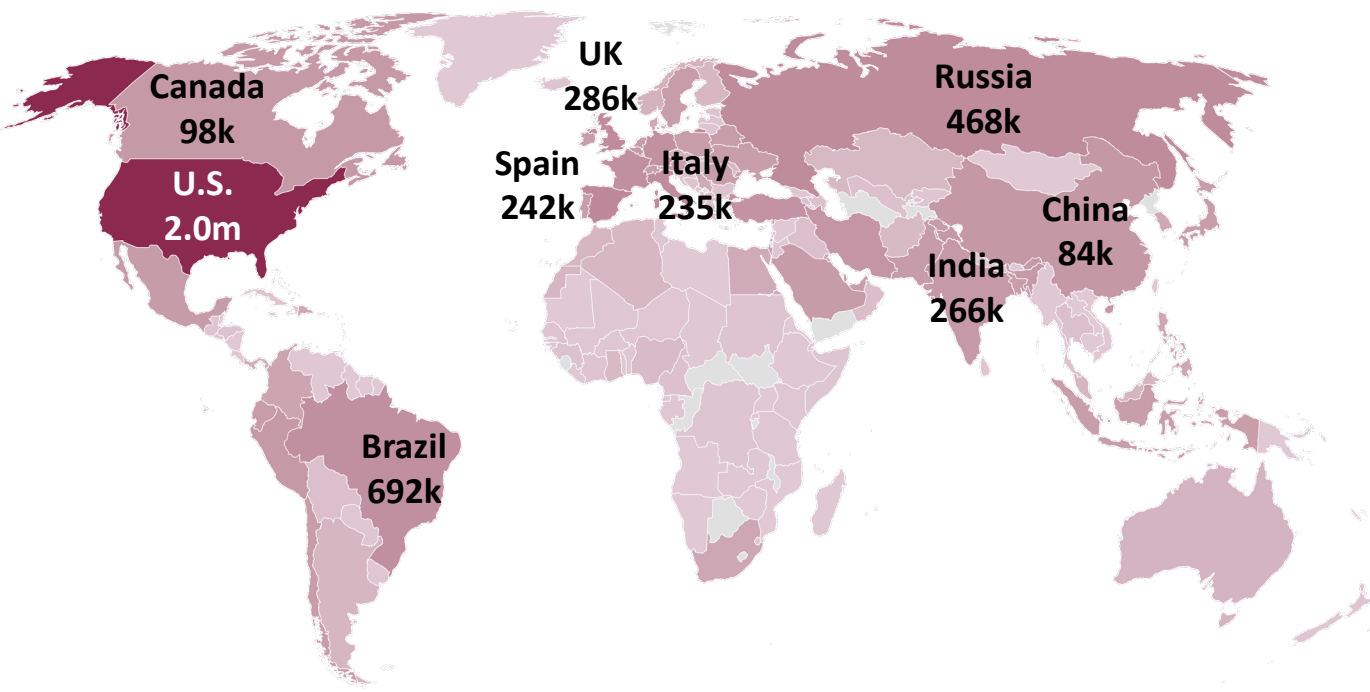 UK
286k
Canada
98k
Russia
468k
U.S.
2.0m
Spain
242k
Italy
235k
China
84k
India
266k
Brazil
692k